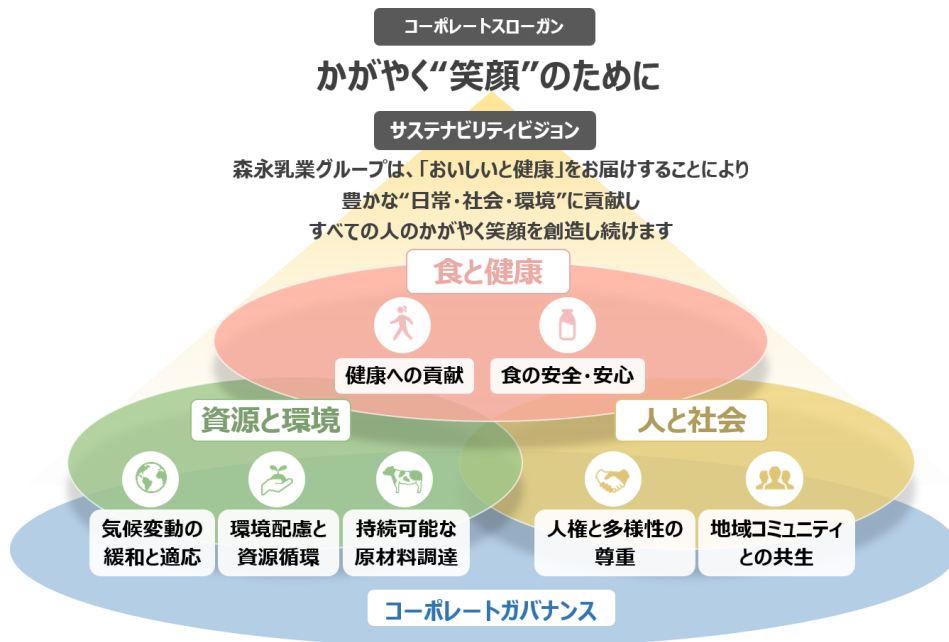 コーポレートスローガン
かがやく“笑顔”のために
サステナビリティビジョン
森永乳業グループは、「おいしいと健康」をお届けすることにより
豊かな“日常・社会・環境”に貢献し
すべての人のかがやく笑顔を創造し続けます
食と健康
健康への貢献
食の安全・安心
資源と環境
気候変動の
緩和と適応
環境配慮と
資源循環
持続可能な
原材料調達
人と社会
人権と多様性の
尊重
地域コミュニティ
との共生
コーポレートガバナンス